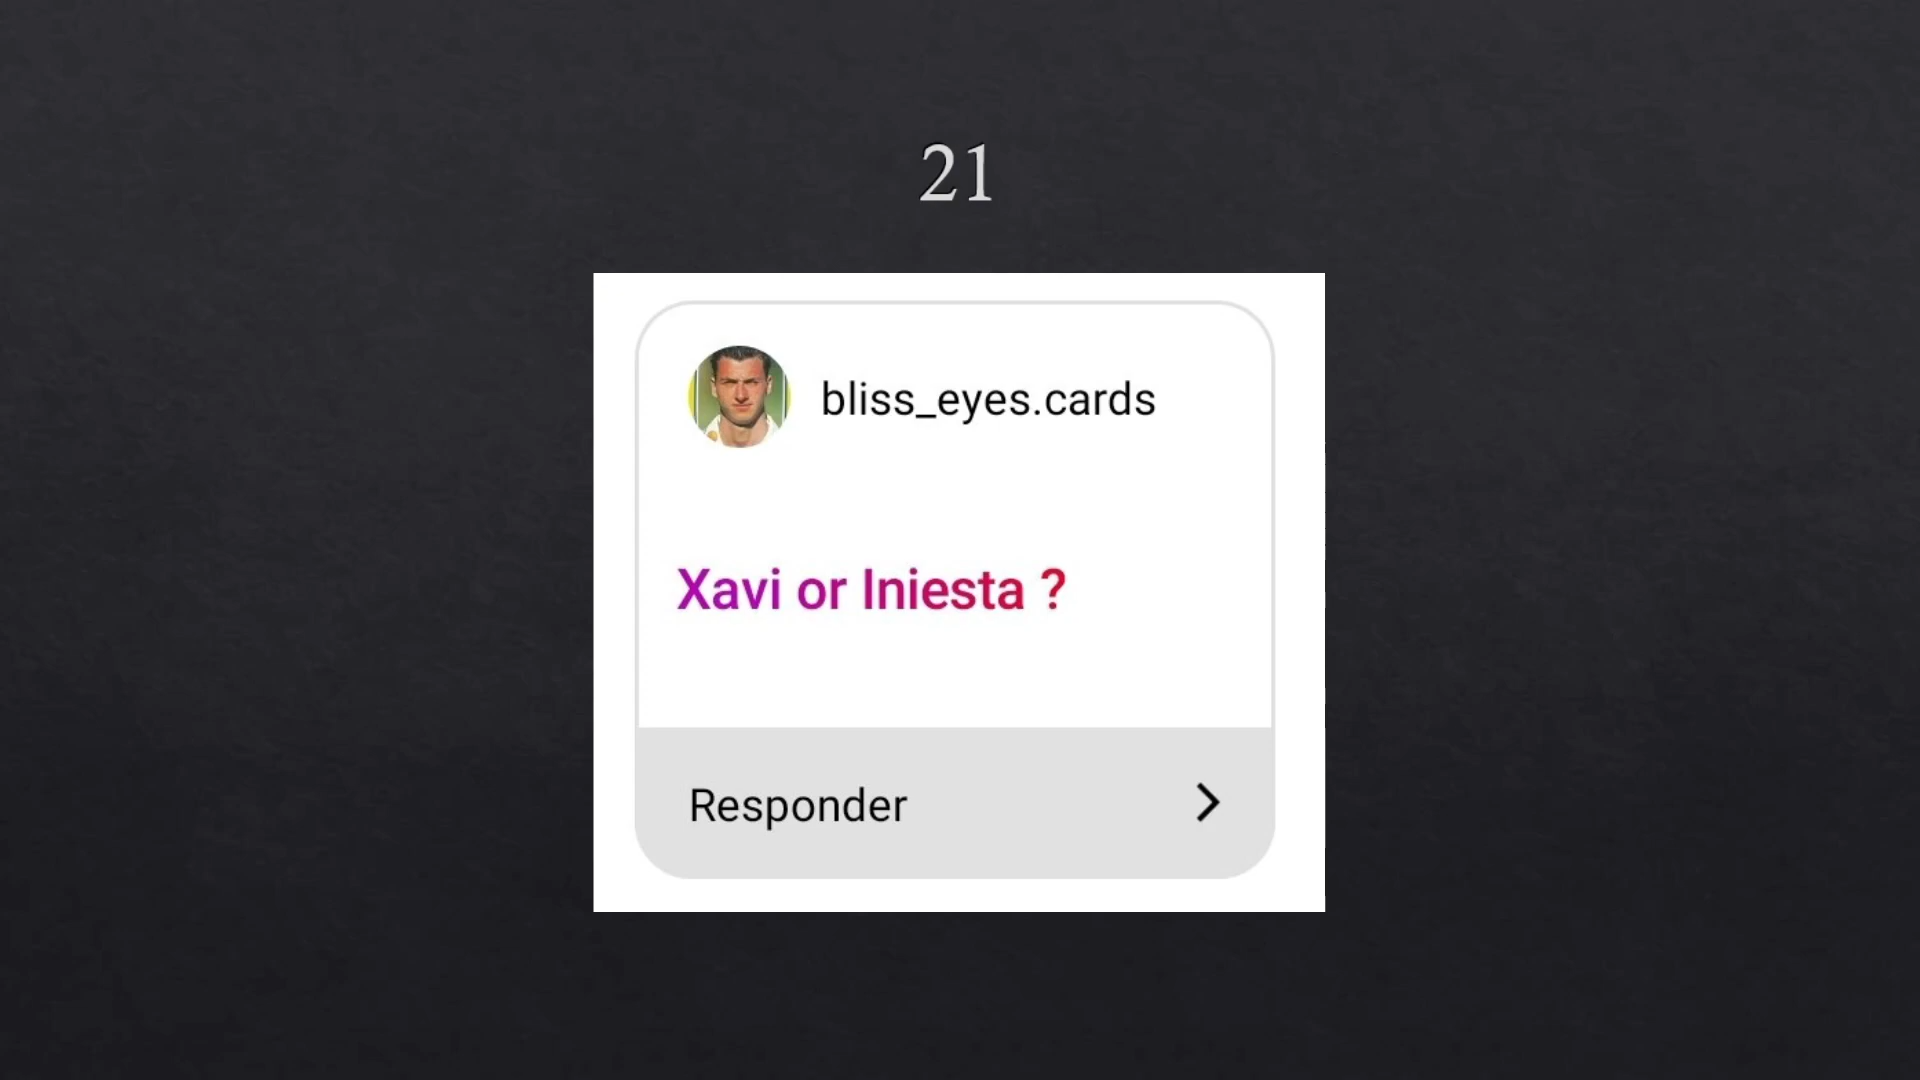 21
bliss_eyes.cards
Xavi or Iniesta ?
Responder